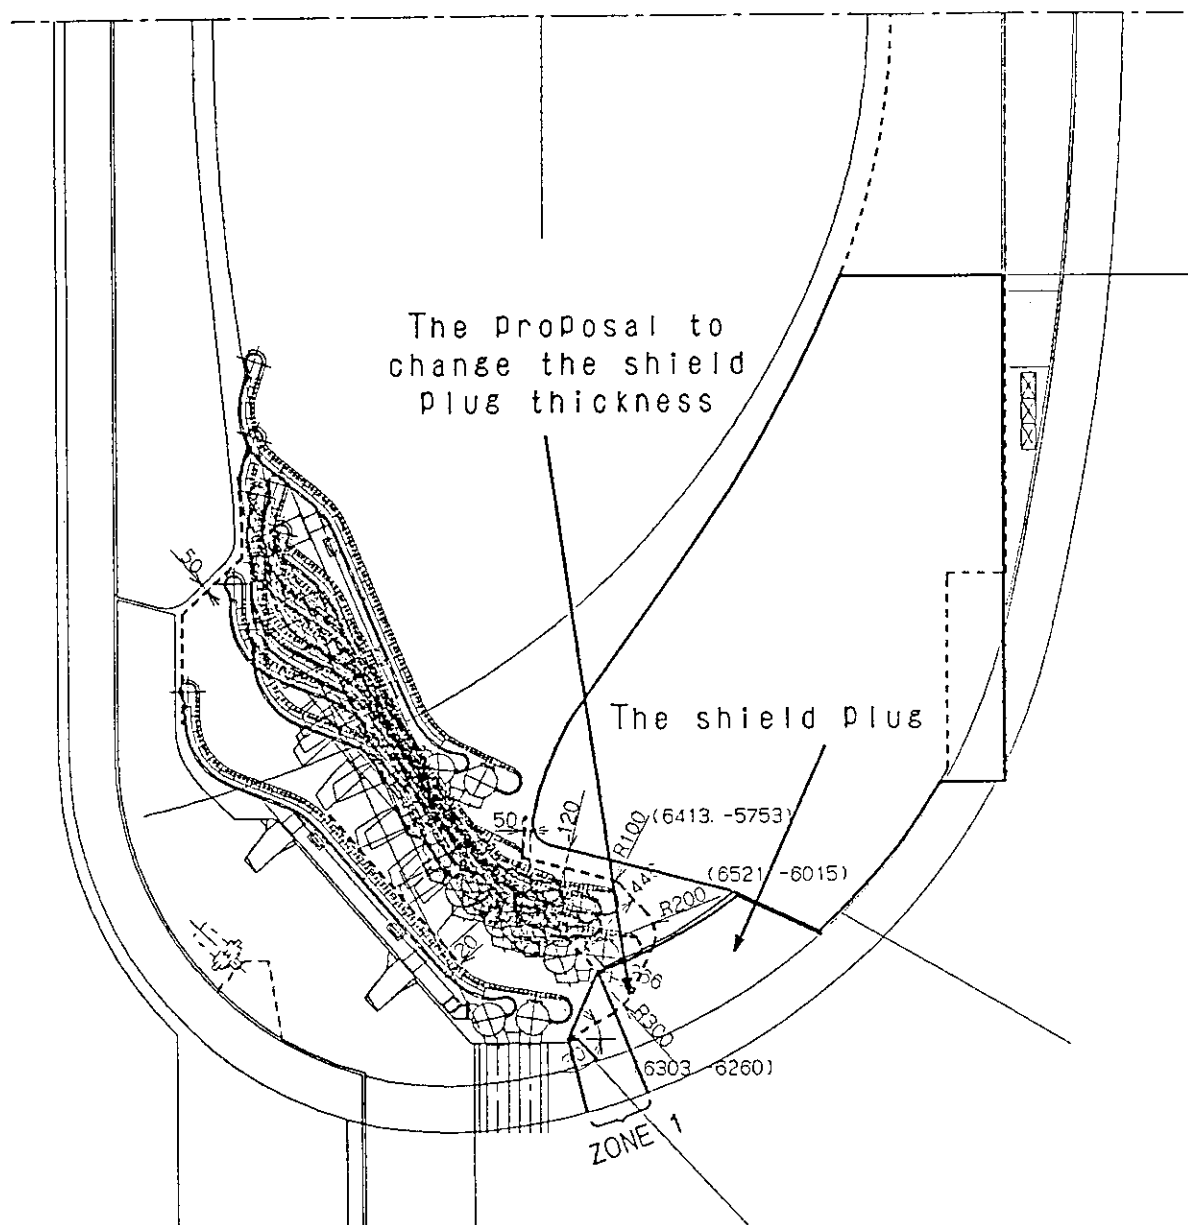 The proposal to
change the shield
plug thickness
50
The shield plug
50
120
R100
(6413. -5753)
44
(6521 -6015)
R200
20
R300
(6303 -6260)
ZONE 1